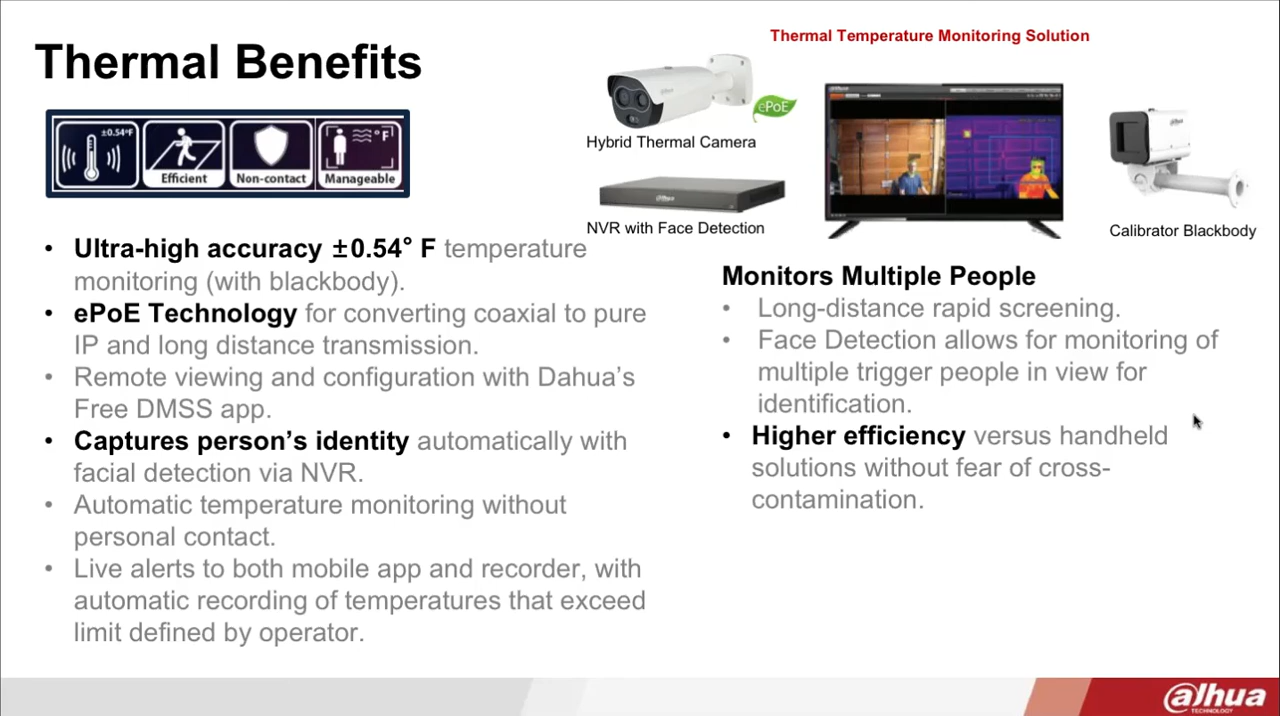 Thermal Benefits
±0.54°F
Efficient
Non-contact
°F
Manageable
• Ultra-high accuracy ±0.54° F temperature
monitoring (with blackbody).
• ePoE Technology for converting coaxial to pure
IP and long distance transmission.
• Remote viewing and configuration with Dahua’s
Free DMSS app.
• Captures person’s identity automatically with
facial detection via NVR.
• Automatic temperature monitoring without
personal contact.
• Live alerts to both mobile app and recorder, with
automatic recording of temperatures that exceed
limit defined by operator.
Thermal Temperature Monitoring Solution
ePoE
Hybrid Thermal Camera
alhua
NVR with Face Detection
alhua
alhua
Calibrator Blackbody
Monitors Multiple People
• Long-distance rapid screening.
• Face Detection allows for monitoring of
multiple trigger people in view for
identification.
• Higher efficiency versus handheld
solutions without fear of cross-
contamination.
alhua
TECHNOLOGY